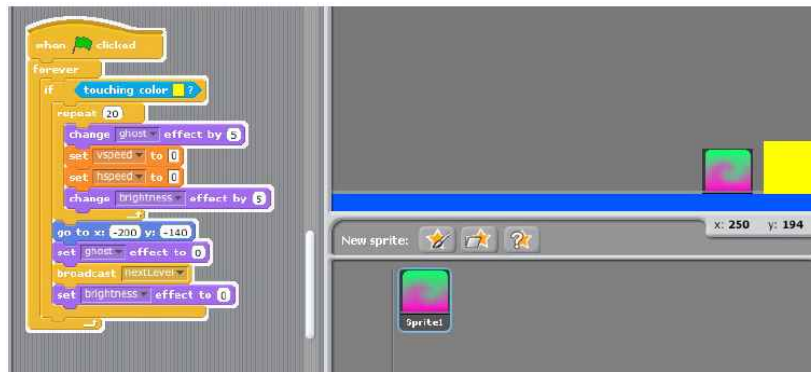 when clicked
forever
if touching color ?
repeat 20
change ghost effect by 5
set vspeed to 0
set hspeed to 0
change brightness effect by 5
go to x: -200 y: -140
set ghost effect to 0
broadcast nextLevel
set brightness effect to 0
x: 250 y: 194
New sprite:
Sprite1